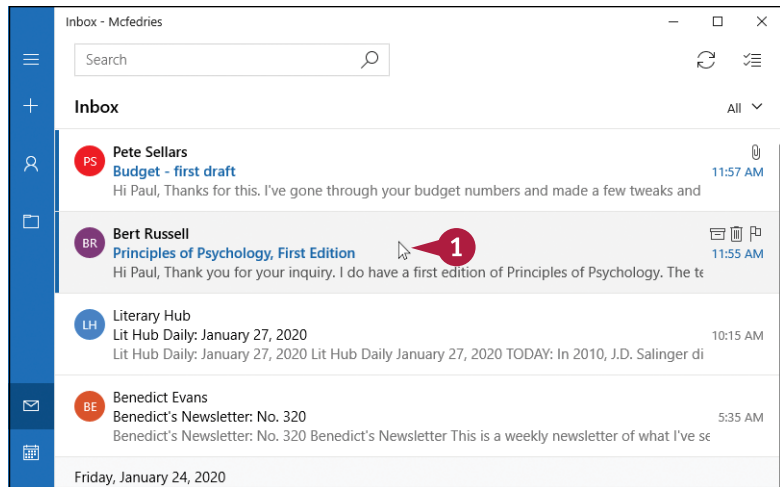 Inbox - Mcfedries
Search
Inbox
All
PS
Pete Sellars
Budget - first draft
11:57 AM
Hi Paul, Thanks for this. I've gone through your budget numbers and made a few tweaks and
BR
Bert Russell
Principles of Psychology, First Edition
1
11:55 AM
Hi Paul, Thank you for your inquiry. I do have a first edition of Principles of Psychology. The te
LH
Literary Hub
Lit Hub Daily: January 27, 2020
10:15 AM
Lit Hub Daily: January 27, 2020 Lit Hub Daily January 27, 2020 TODAY: In 2010, J.D. Salinger di
BE
Benedict Evans
Benedict's Newsletter: No. 320
5:35 AM
Benedict's Newsletter: No. 320 Benedict's Newsletter This is a weekly newsletter of what I've se
Friday, January 24, 2020